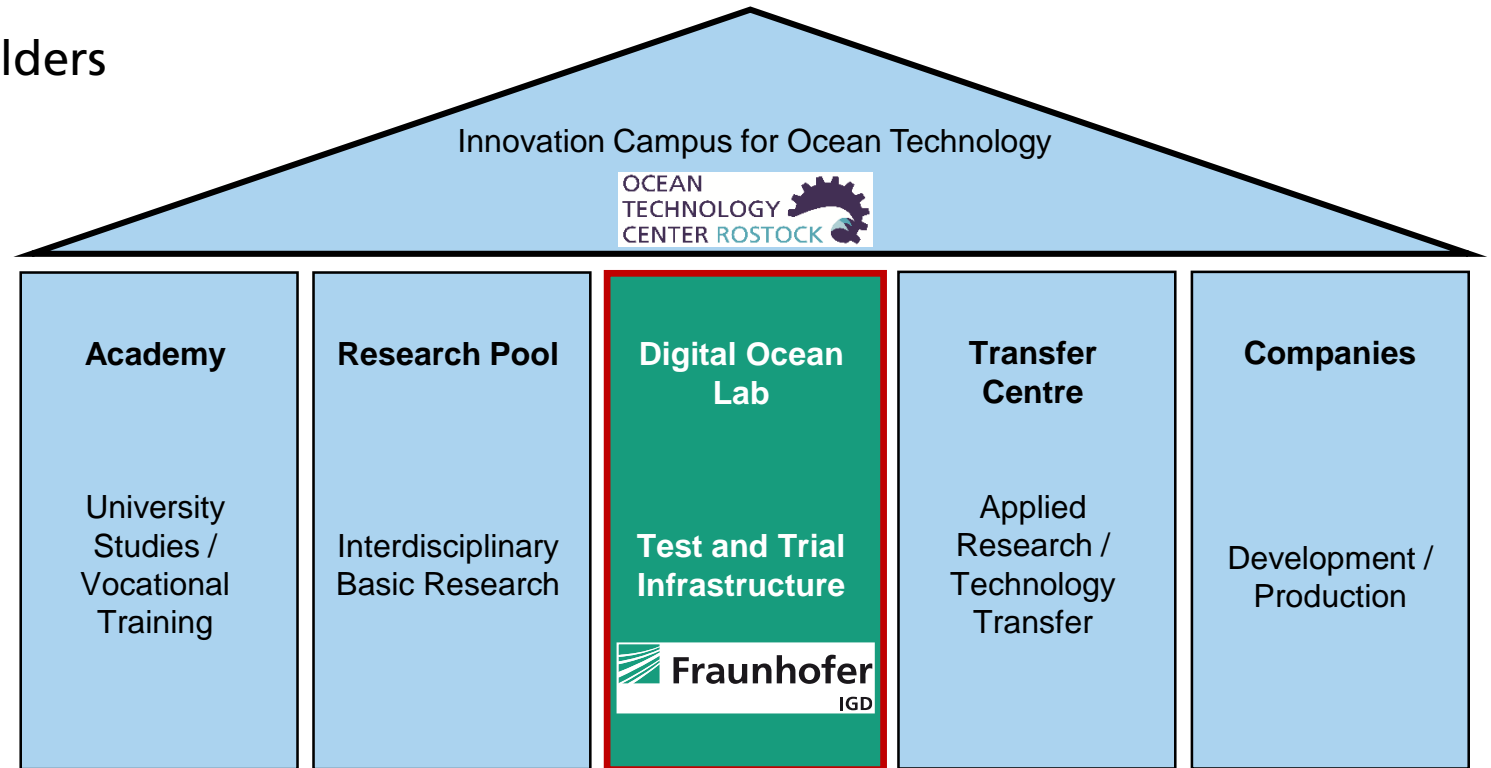 lders
Innovation Campus for Ocean Technology
OCEAN
TECHNOLOGY
CENTER ROSTOCK
Academy
University
Studies /
Vocational
Training
Research Pool
Interdisciplinary
Basic Research
Digital Ocean
Lab
Test and Trial
Infrastructure
Fraunhofer
IGD
Transfer
Centre
Applied
Research /
Technology
Transfer
Companies
Development /
Production